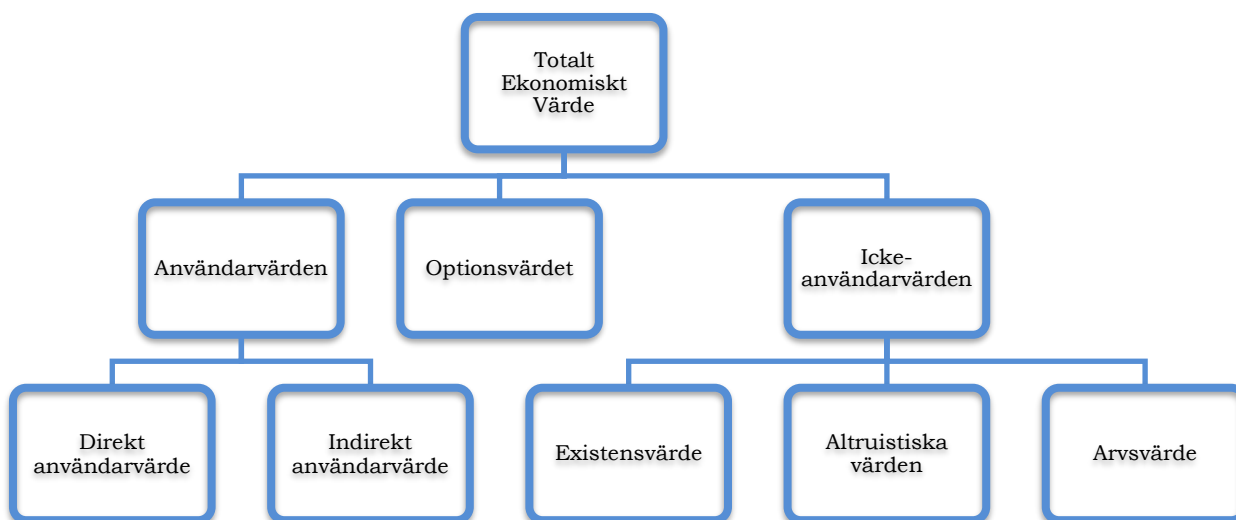 Totalt
Ekonomiskt
Värde
Användarvärden
Optionsvärdet
Icke-
användarvärden
Direkt
användarvärde
Indirekt
användarvärde
Existensvärde
Altruistiska
värden
Arvsvärde